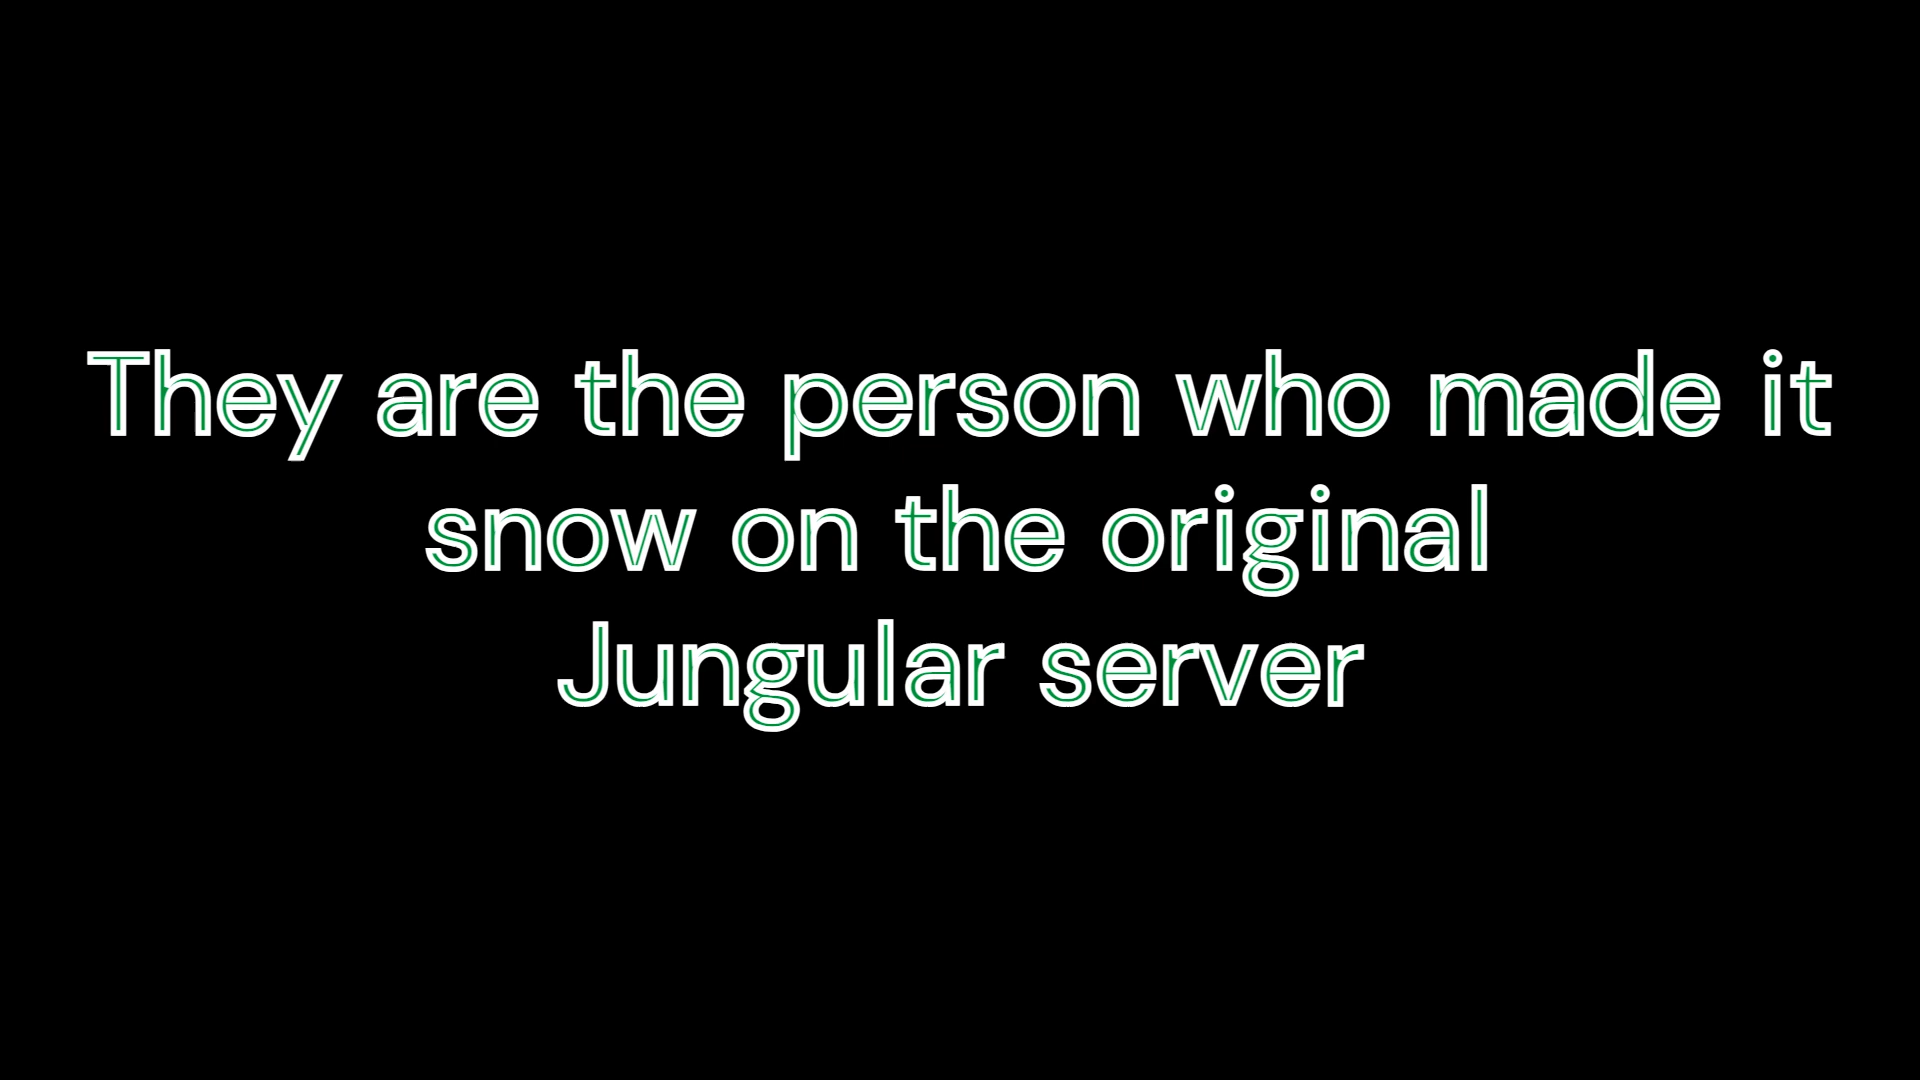 They are the person who made it
snow on the original
Jungular server